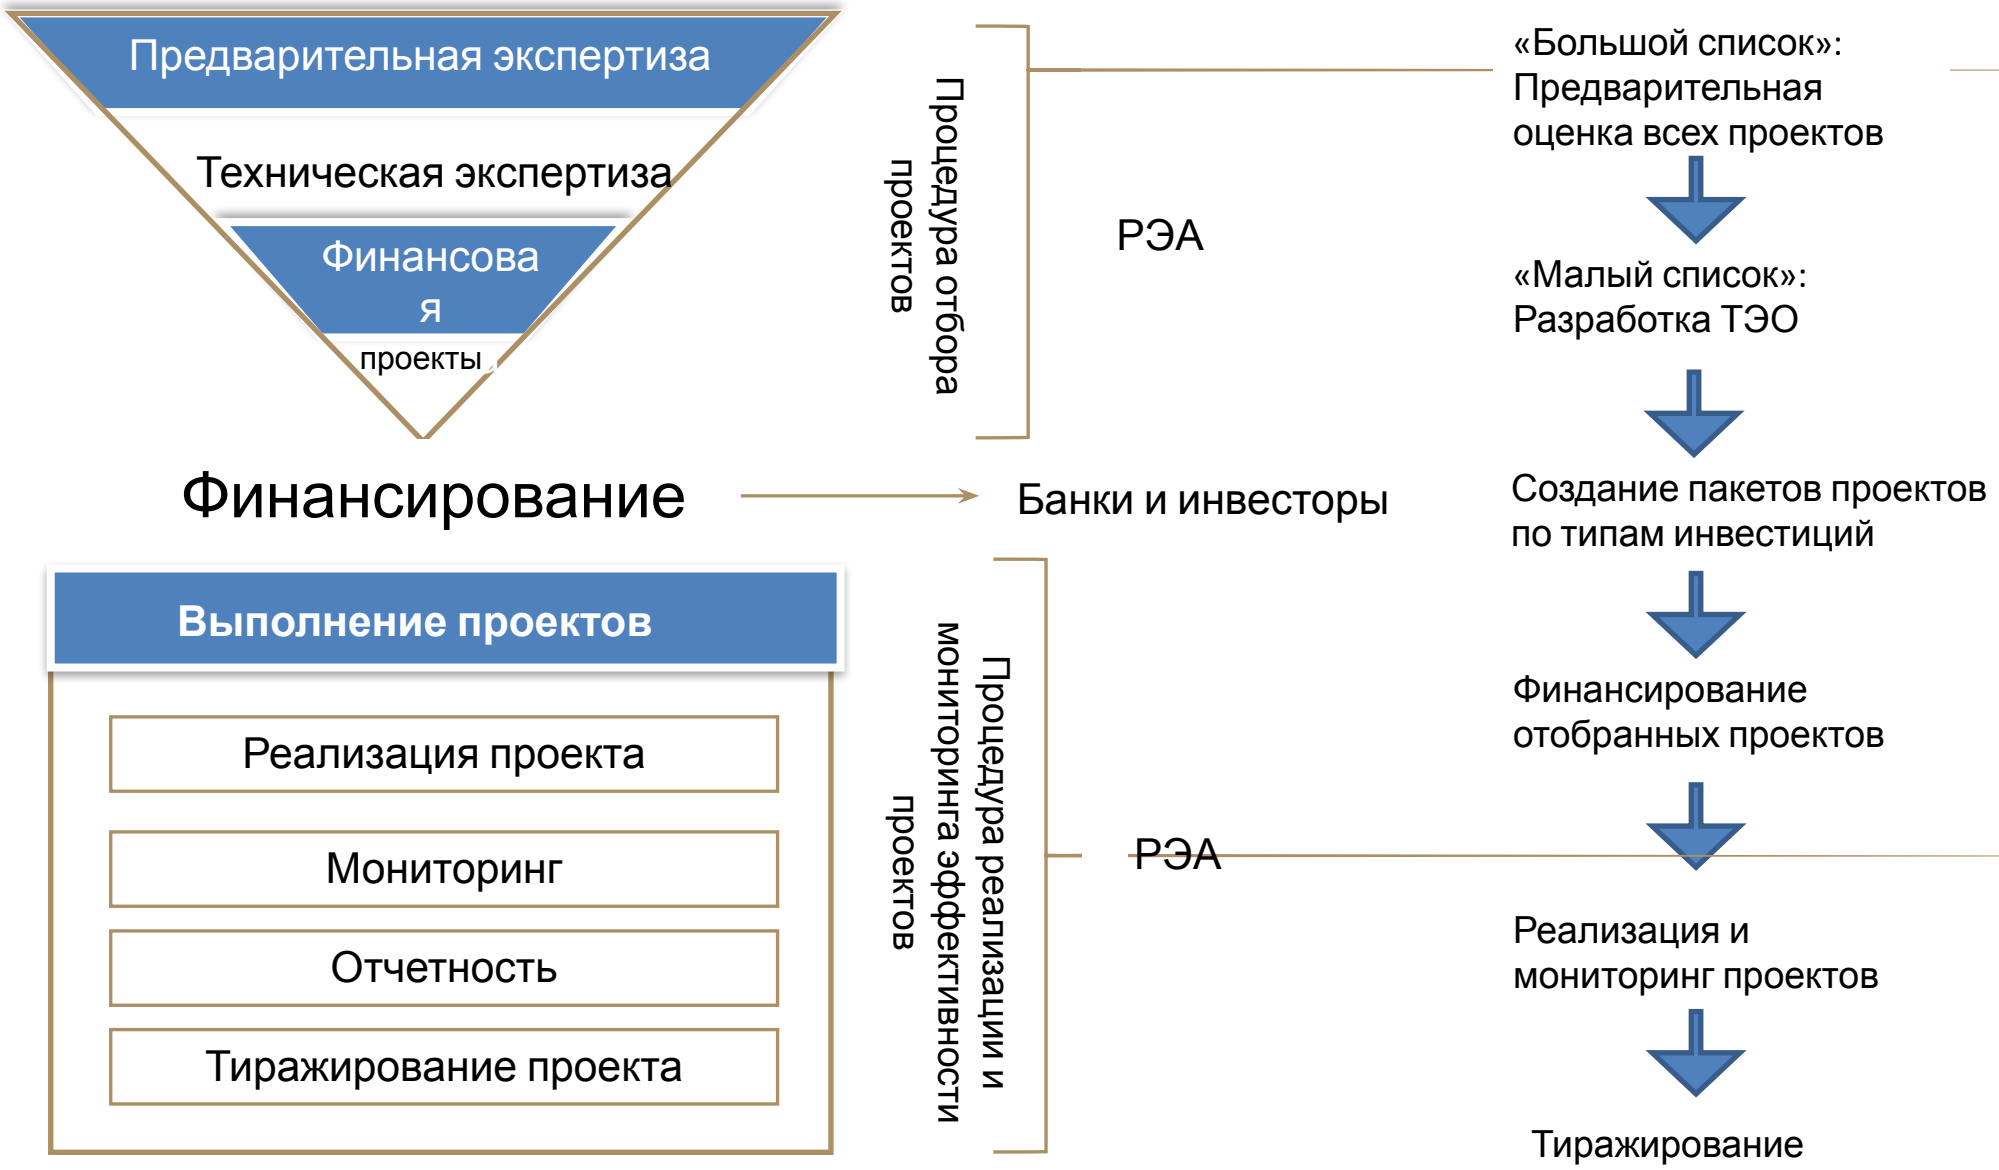 Предварительная экспертиза
Техническая экспертиза
Финансова
я
проекты
Процедура отбора
проектов
РЭА
Финансирование
Банки и инвесторы
Выполнение проектов
Реализация проекта
Мониторинг
Отчетность
Тиражирование проекта
Процедура реализации и
мониторинга эффективности
проектов
РЭА
«Большой список»:
Предварительная
оценка всех проектов
«Малый список»:
Разработка ТЭО
Создание пакетов проектов
по типам инвестиций
Финансирование
отобранных проектов
Реализация и
мониторинг проектов
Тиражирование